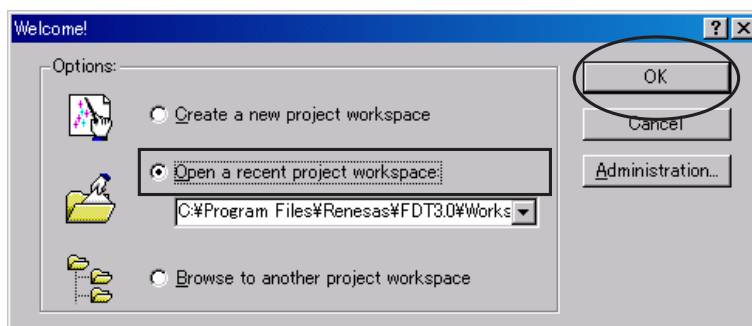 Welcome!
Options:
Create a new project workspace
Open a recent project workspace:
C:¥Program Files¥Renesas¥FDT3.0¥Works
Browse to another project workspace
OK
Cancel
Administration...